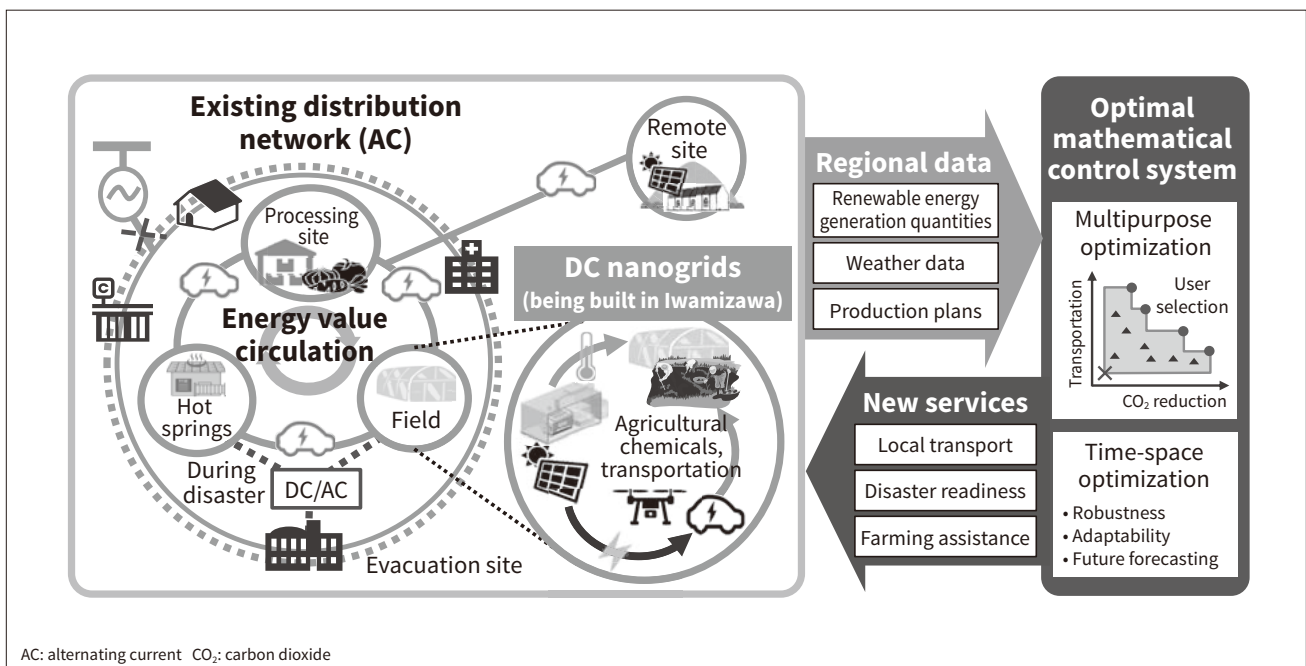 Existing distribution
network (AC)
Remote
site
Processing
site
Energy value
circulation
Hot
springs
Field
During
disaster
DC/AC
Evacuation site
C
DC nanogrids
(being built in Iwamizawa)
Agricultural
chemicals,
transportation
Regional data
Renewable energy
generation quantities
Weather data
Production plans
New services
Local transport
Disaster readiness
Farming assistance
Optimal
mathematical
control system
Multipurpose
optimization
User
selection
Transportation
CO₂ reduction
Time-space
optimization
• Robustness
• Adaptability
• Future forecasting
AC: alternating current CO₂: carbon dioxide